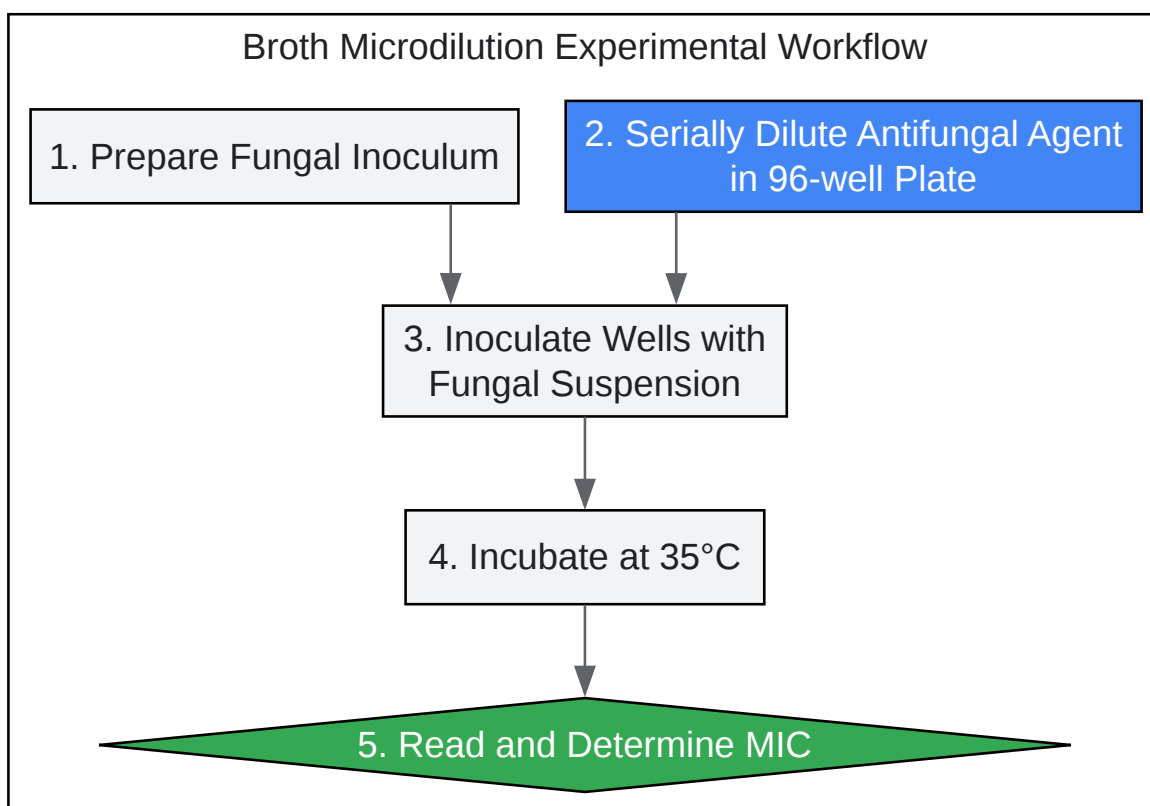 Broth Microdilution Experimental Workflow
1. Prepare Fungal Inoculum
2. Serially Dilute Antifungal Agent
in 96-well Plate
3. Inoculate Wells with
Fungal Suspension
4. Incubate at 35°C
5. Read and Determine MIC